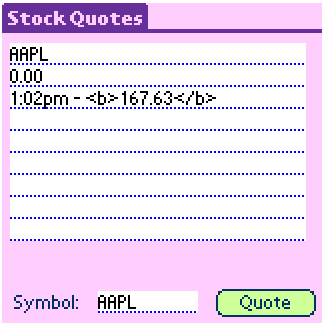 Stock Quotes
AAPL
0.00
1:02pm - <b>167.63</b>
Symbol: AAPL Quote